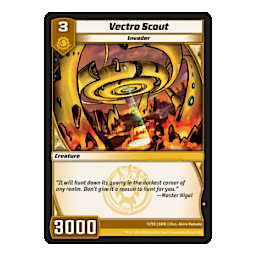 3
Vectro Scout
Invader
Creature
"It will hunt down its quarry in the darkest corner of
any realm. Don't give it a reason to hunt for you."
—Master Nigel
3000